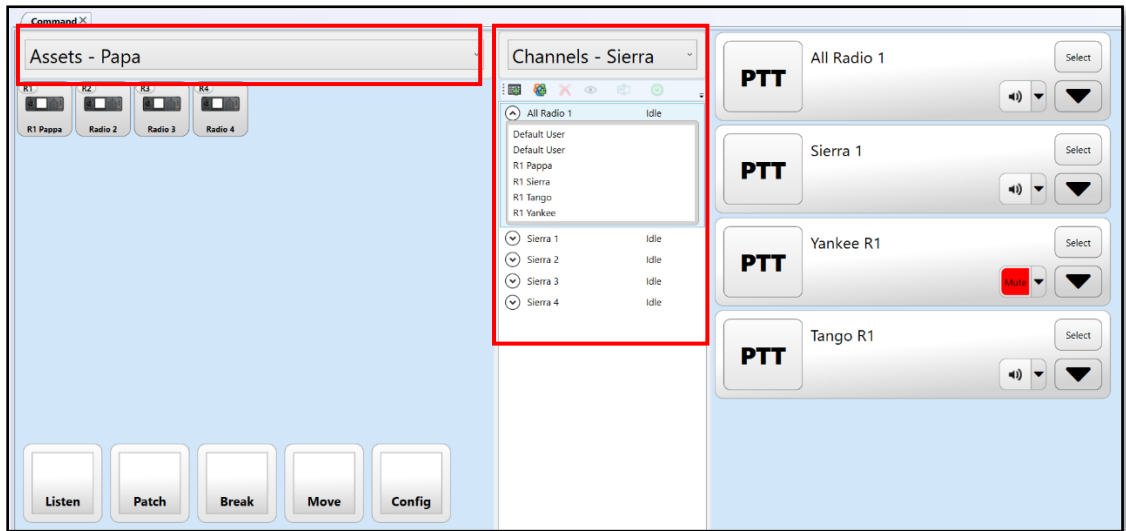 Command
Assets - Papa
R1
R2
R3
R4
R1 Pappa
Radio 2
Radio 3
Radio 4
Listen
Patch
Break
Move
Config
Channels - Sierra
All Radio 1 Idle
Default User
Default User
R1 Pappa
R1 Sierra
R1 Tango
R1 Yankee
Sierra 1 Idle
Sierra 2 Idle
Sierra 3 Idle
Sierra 4 Idle
PTT
All Radio 1
Select
PTT
Sierra 1
Select
PTT
Yankee R1
Select
Mute
PTT
Tango R1
Select